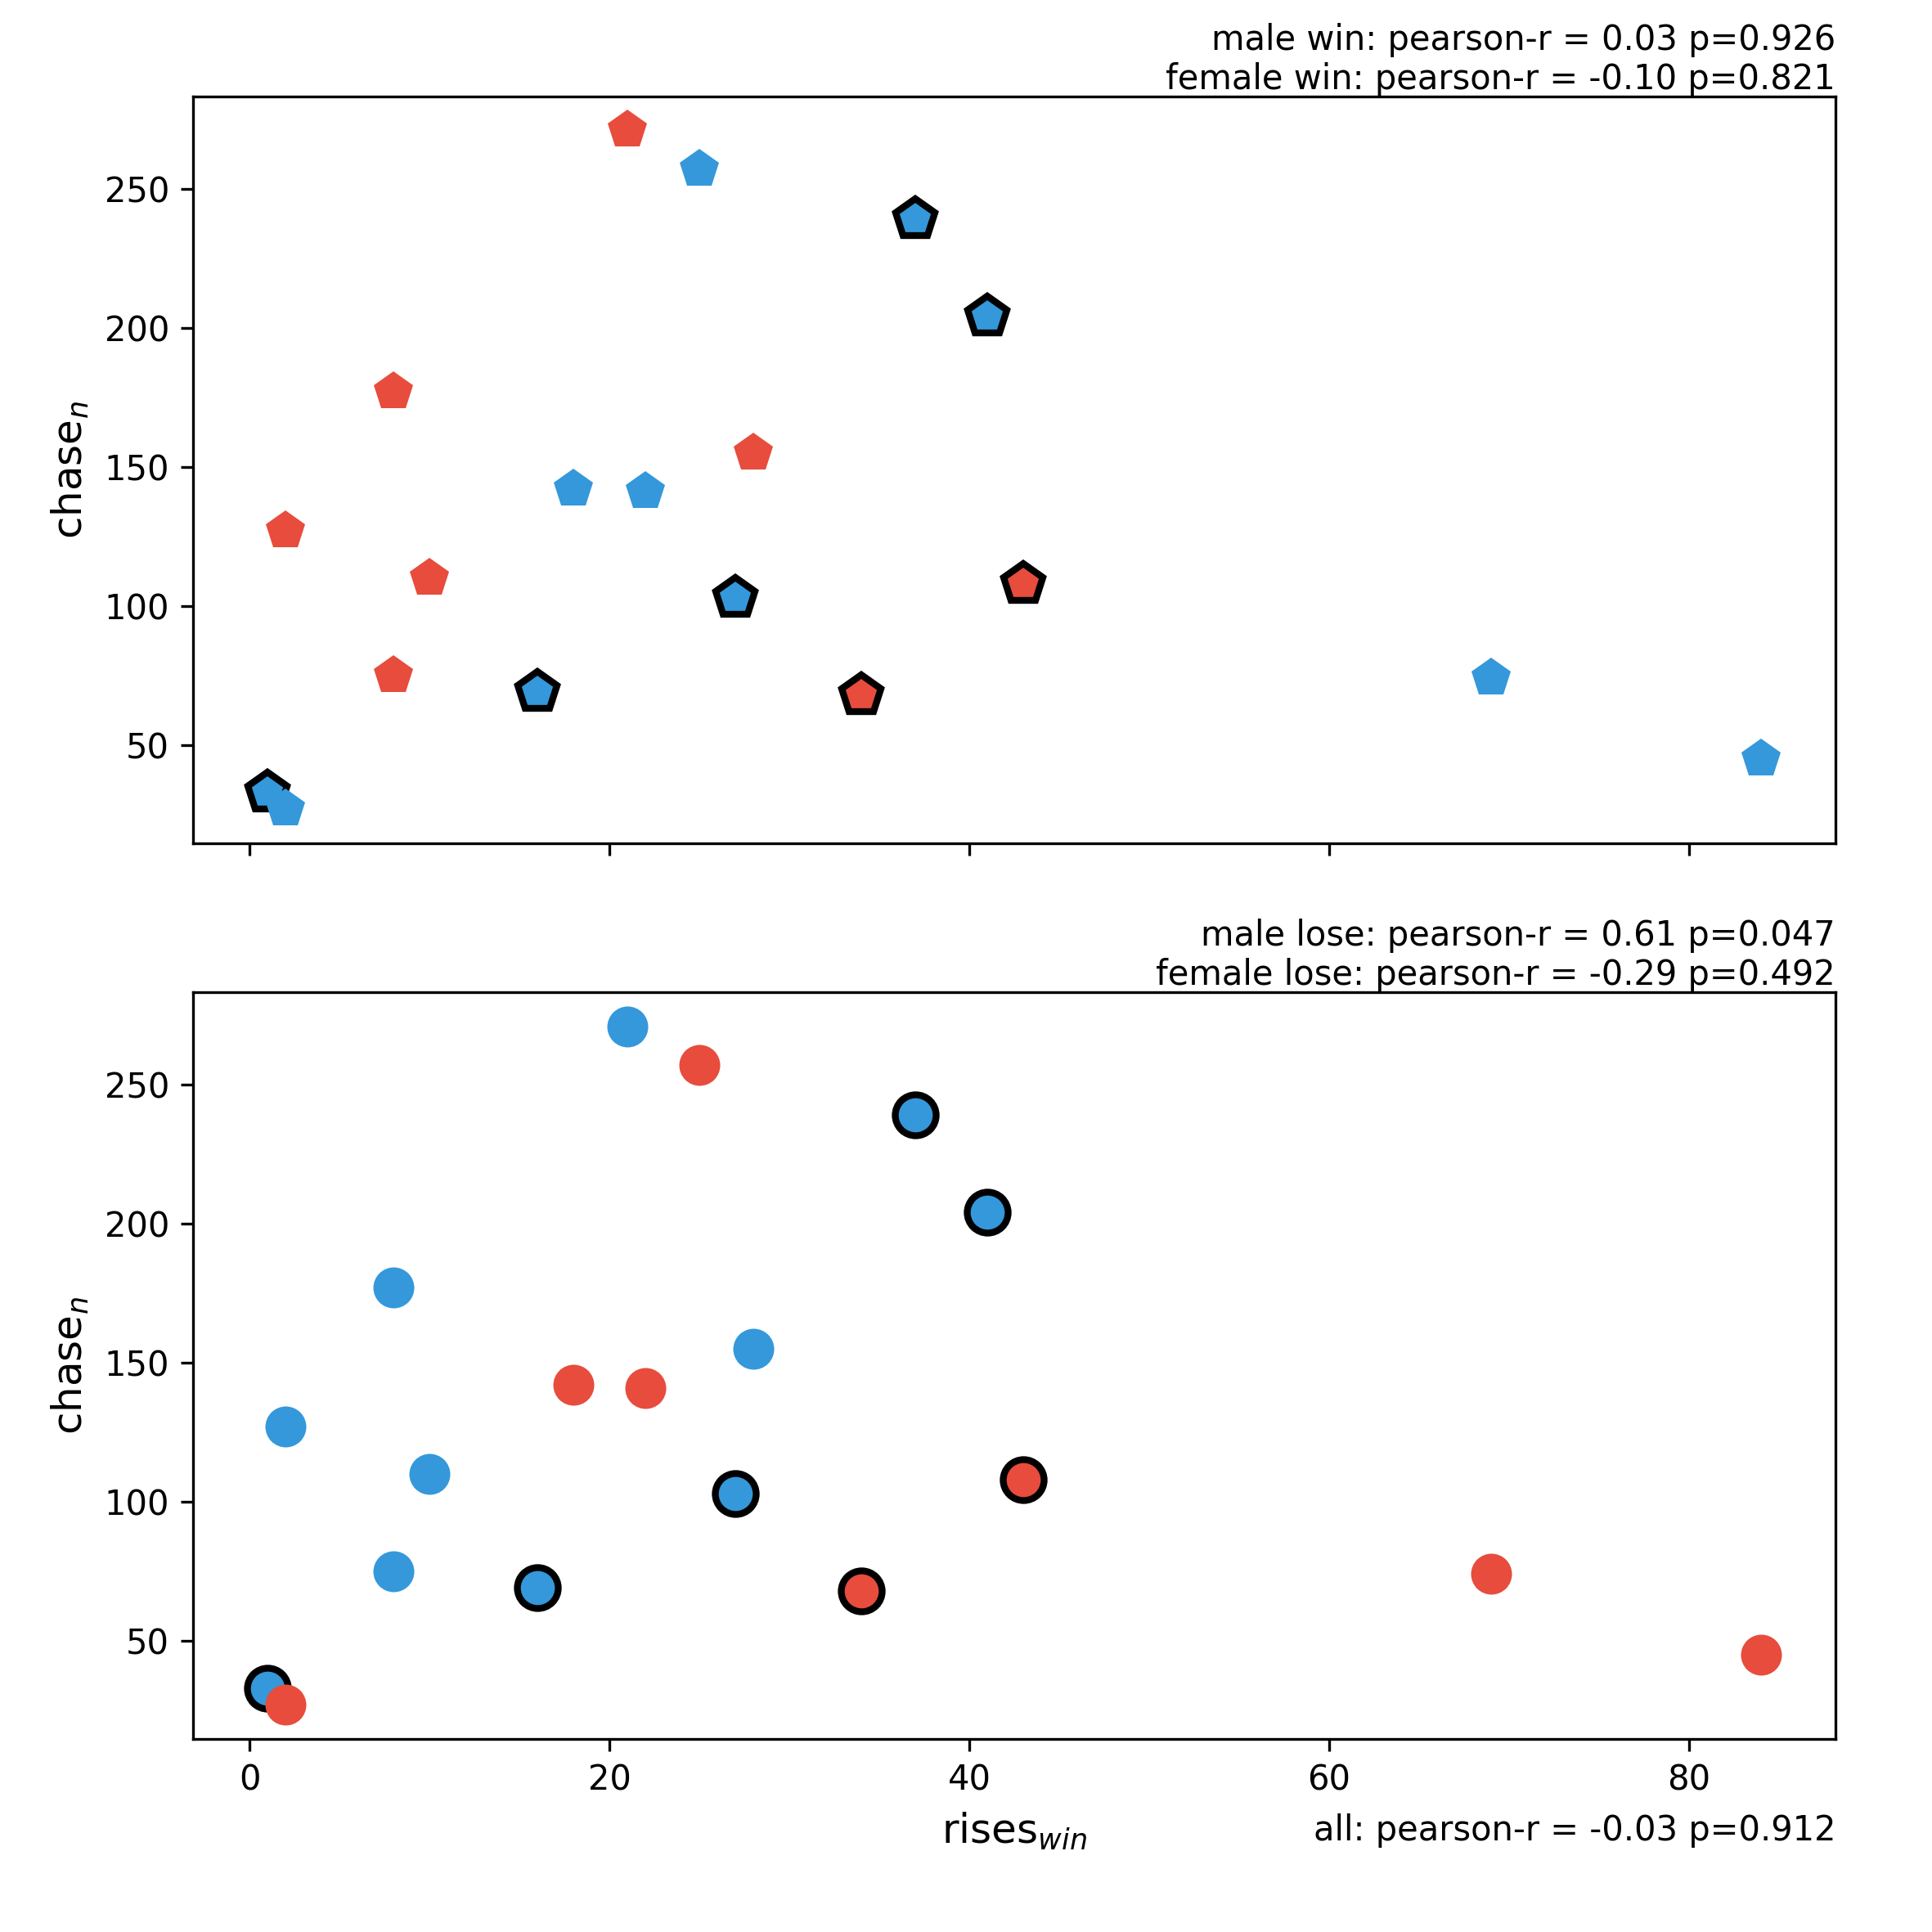 male win: pearson-r = 0.03 p=0.926
female win: pearson-r = -0.10 p=0.821
250
200
150
100
50
chaseₙ
male lose: pearson-r = 0.61 p=0.047
female lose: pearson-r = -0.29 p=0.492
250
200
150
100
50
chaseₙ
0 20 40 60 80
rises_win
all: pearson-r = -0.03 p=0.912